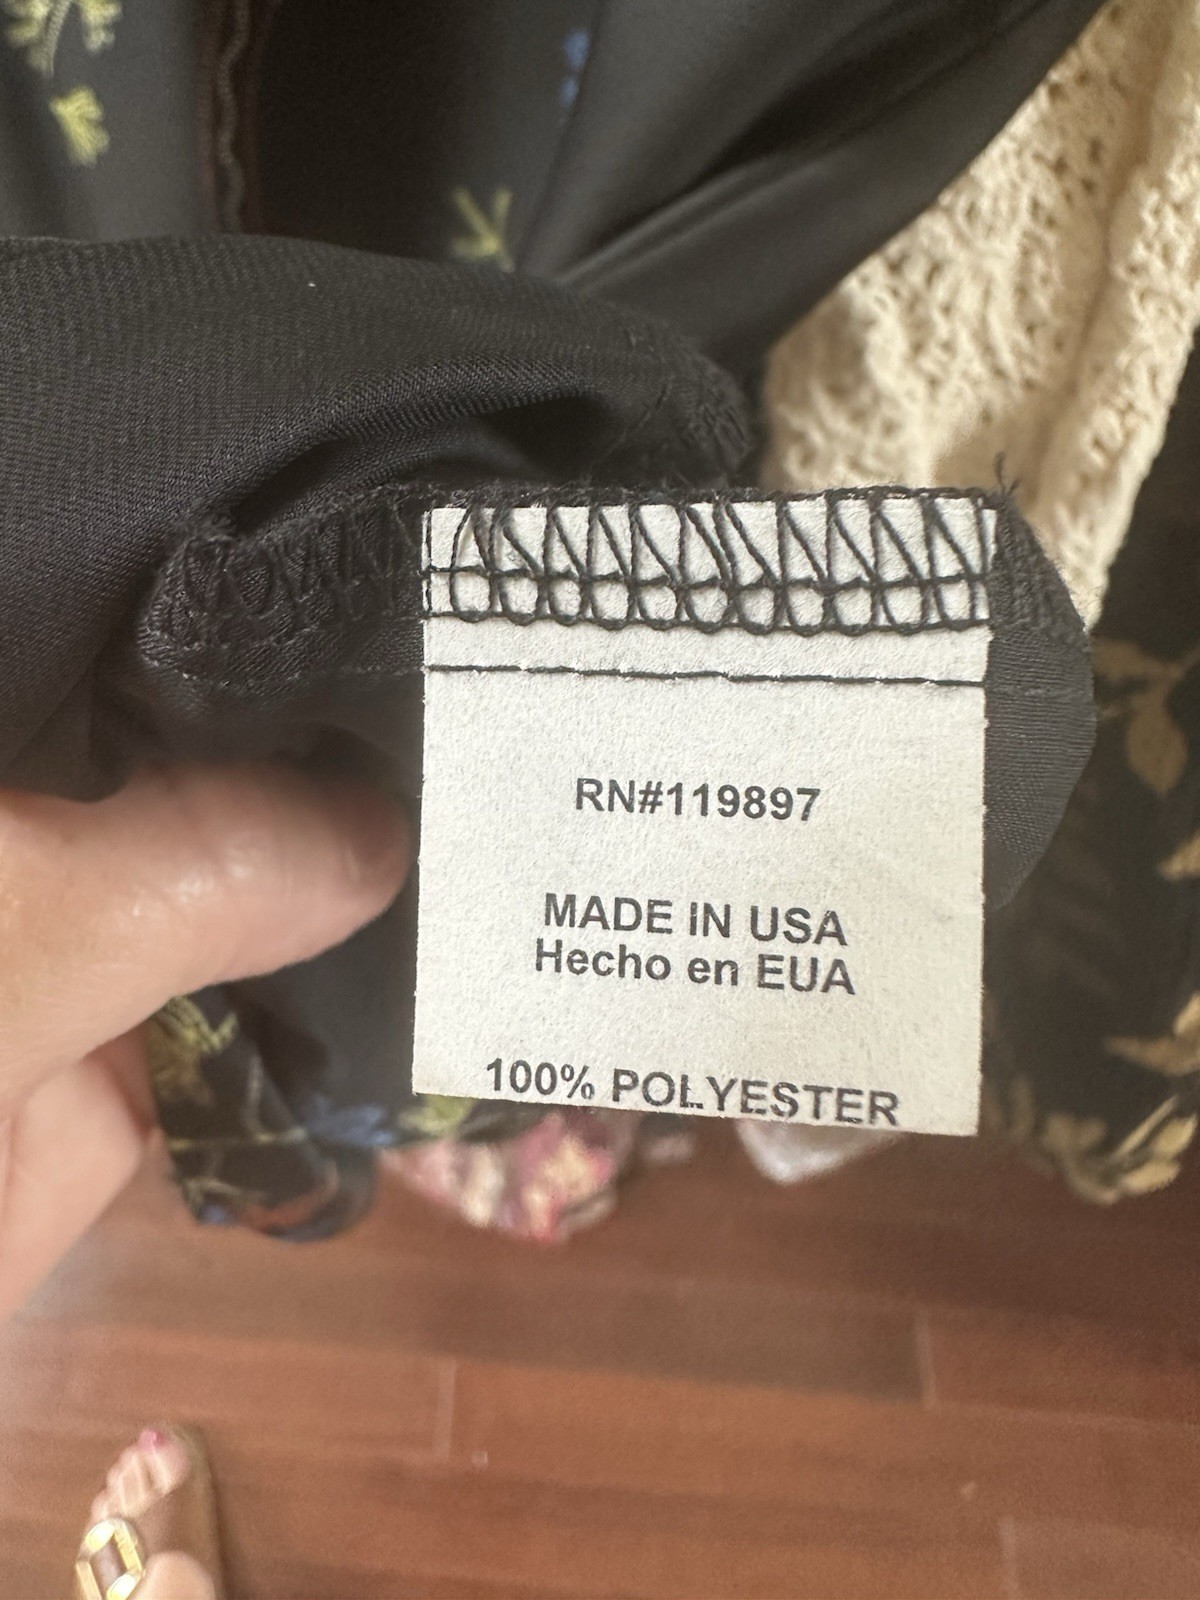 RN#119897
MADE IN USA
Hecho en EUA
100% POLYESTER